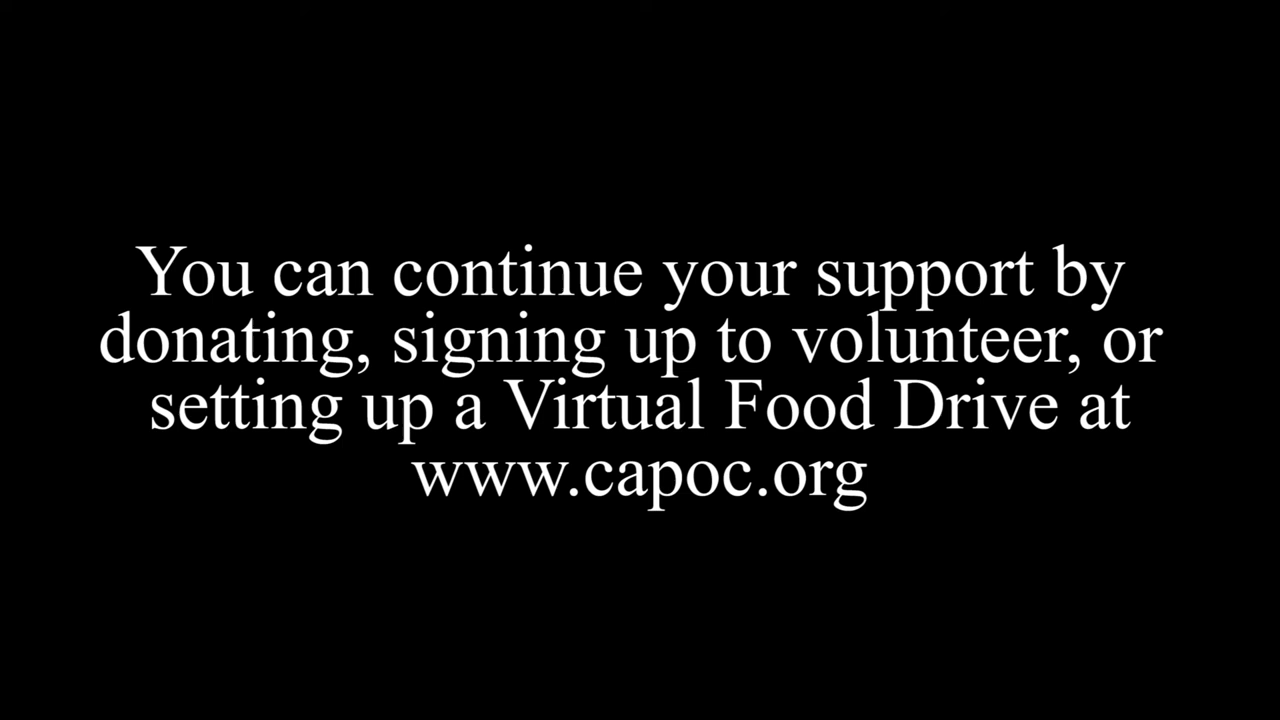 You can continue your support by
donating, signing up to volunteer, or
setting up a Virtual Food Drive at
www.capoc.org